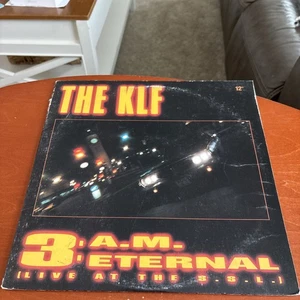 THE KLF
12"
3 A.M.
ETERNAL
[LIVE AT THE S.S.L.]